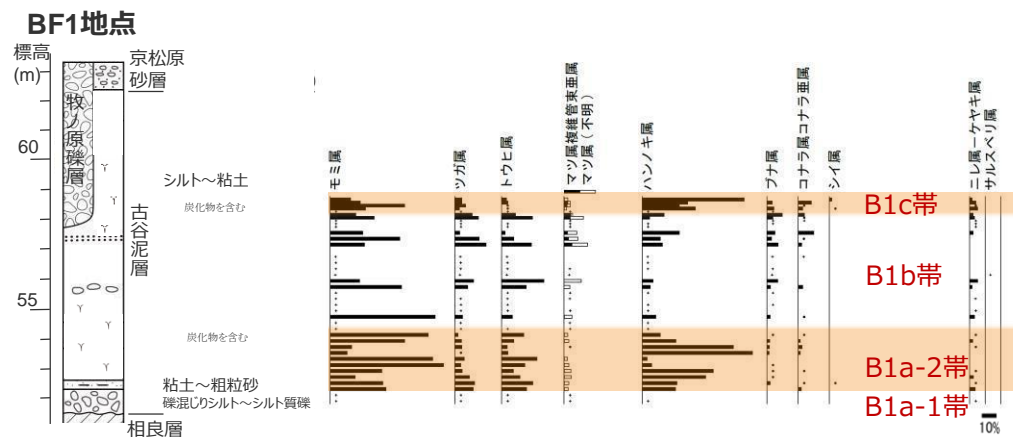 BF1地点
標高
(m)
京松原
砂層
牧ノ原礫層
60
シルト～粘土
炭化物を含む
古谷泥層
55
炭化物を含む
粘土～粗粒砂
礫混じりシルト～シルト質礫
相良層
モミ属
ツガ属
トウヒ属
マツ属複維管束亜属
マツ属(不明)
ハンノキ属
ブナ属
コナラ属コナラ亜属
シイ属
ニレ属ーケヤキ属
サルスベリ属
B1c帯
B1b帯
B1a-2帯
B1a-1帯
10%